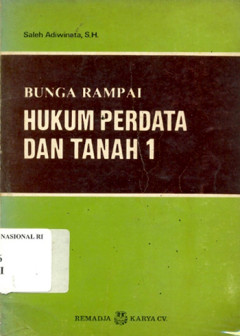 Saleh Adiwinata, S.H.
BUNGA RAMPAI
HUKUM PERDATA
DAN TANAH 1
NASIONAL RI
I
REMADJA KARYA CV.